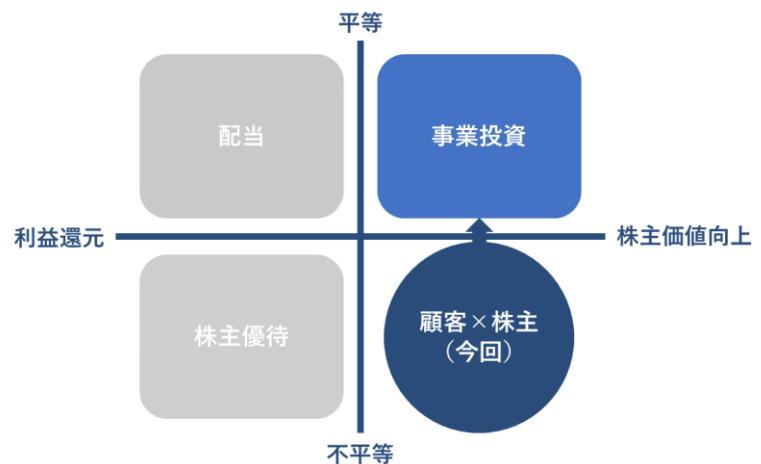 平等
配当
事業投資
利益還元
株主価値向上
株主優待
顧客×株主
（今回）
不平等